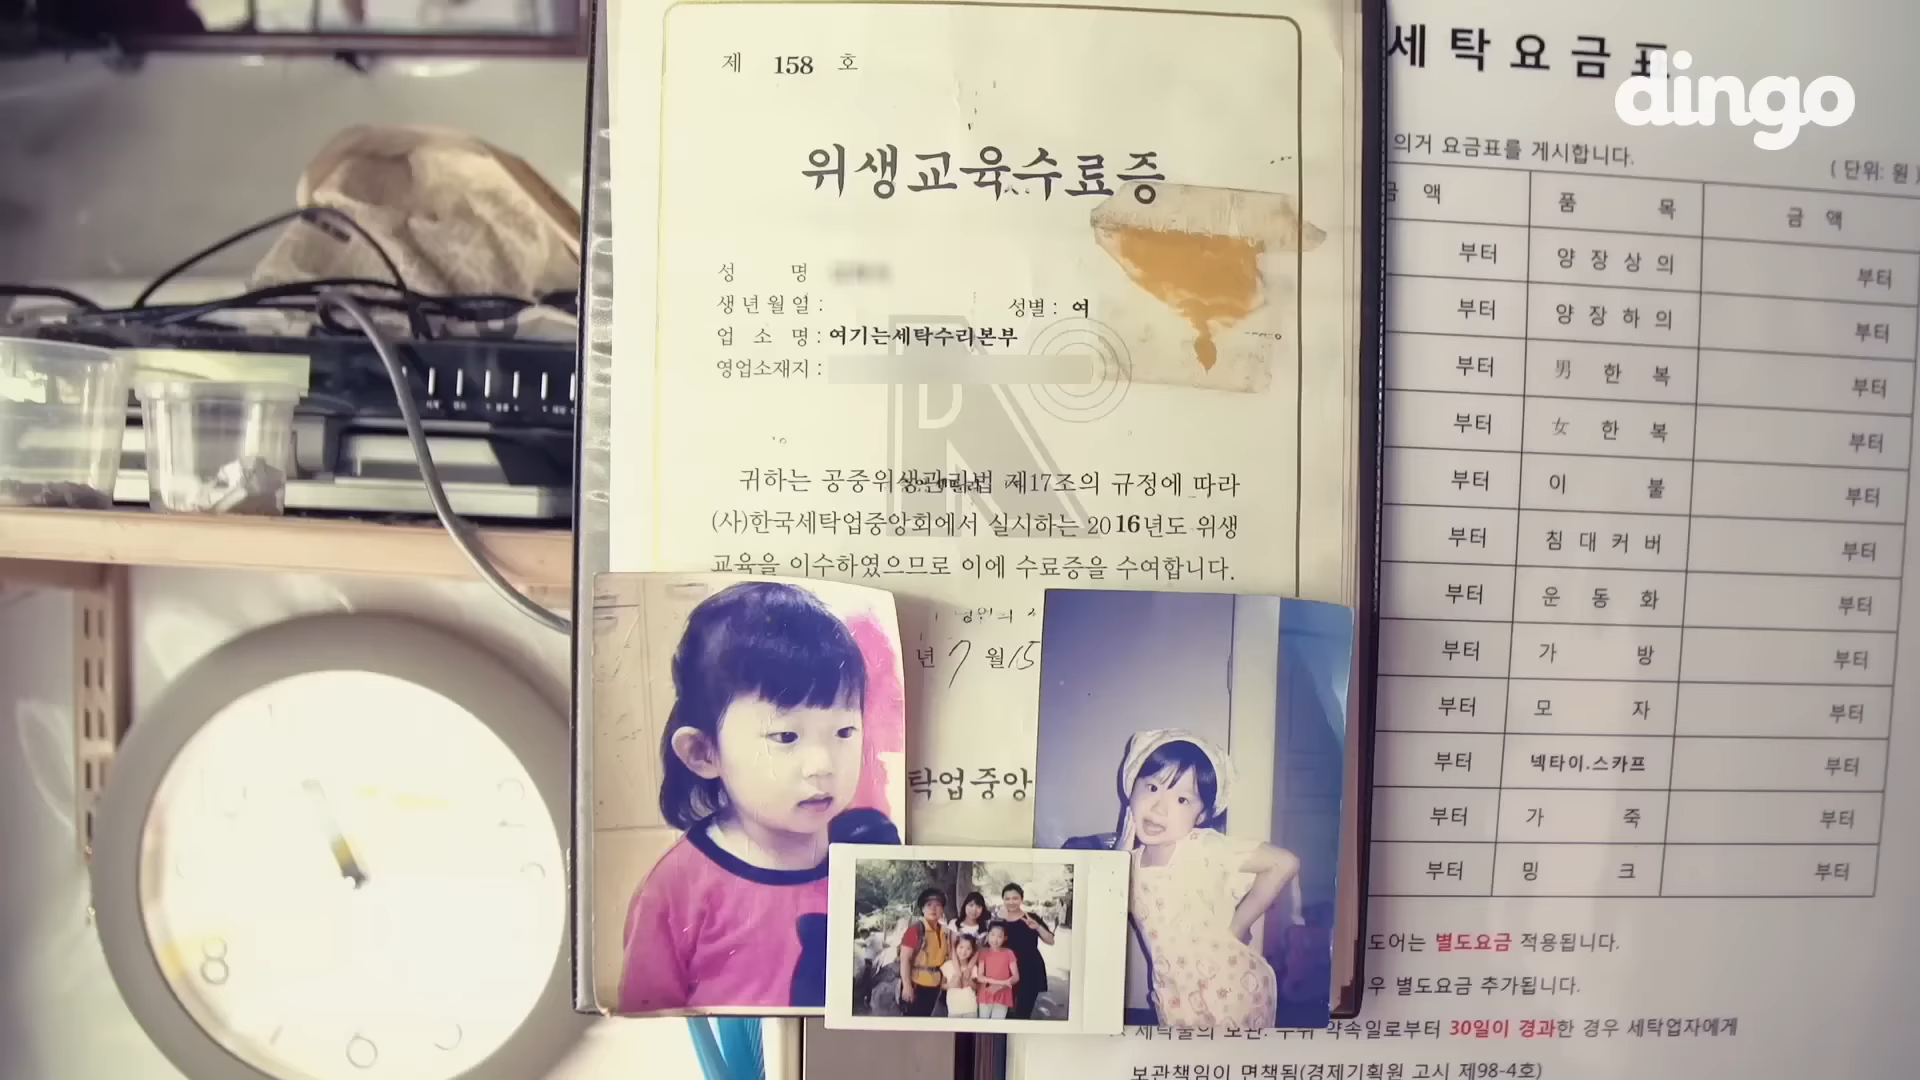 제 158 호
위생교육수료증
성 명
생년월일 :
성별 : 여
업 소 명 : 여기는세탁수리본부
영업소재지 :
귀하는 공중위생관리법 제17조의 규정에 따라
(사)한국세탁업중앙회에서 실시하는 2016년도 위생
교육을 이수하였으므로 이에 수료증을 수여합니다.
년 7 월 15
탁업중앙
세탁요금표
dingo
의거 요금표를 게시합니다.
( 단위: 원 )
금 액 품 목 금 액
부터 양장상의 부터
부터 양장하의 부터
부터 男 한 복 부터
부터 女 한 복 부터
부터 이 불 부터
부터 침대커버 부터
부터 운 동 화 부터
부터 가 방 부터
부터 모 자 부터
부터 넥타이.스카프 부터
부터 가 죽 부터
부터 밍 크 부터
도어는 별도요금 적용됩니다.
우 별도요금 추가됩니다.
세탁물의 보관: 약속일로부터 30일이 경과한 경우 세탁업자에게
보관책임이 면책됨(경제기획원 고시 제98-4호)
8
6